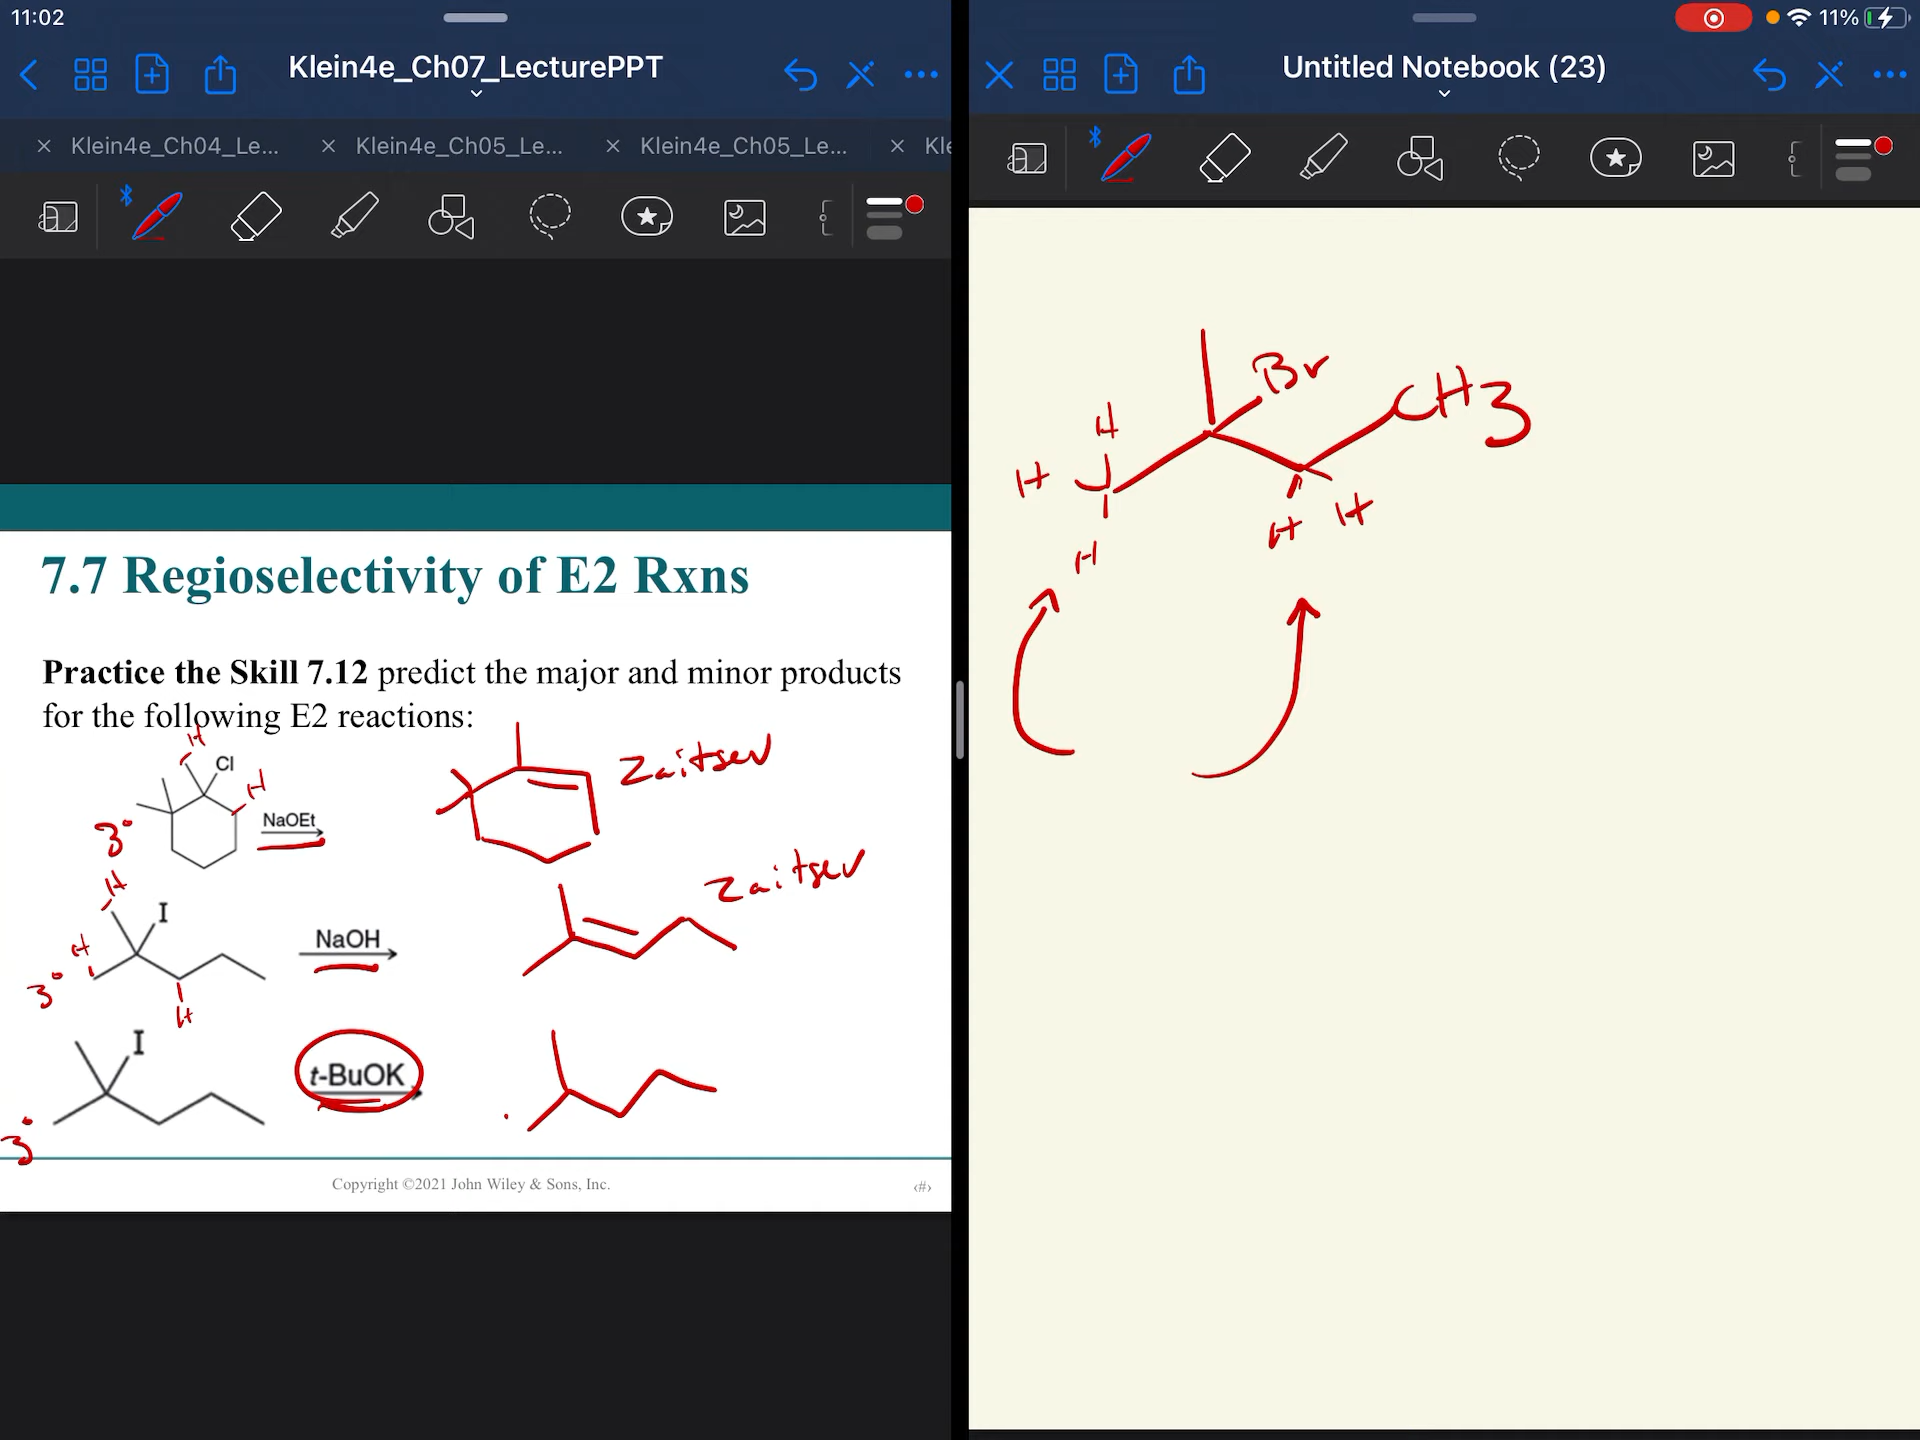 11:02
11%
Klein4e_Ch07_LecturePPT
Untitled Notebook (23)
× Klein4e_Ch04_Le... × Klein4e_Ch05_Le... × Klein4e_Ch05_Le... × Kle
7.7 Regioselectivity of E2 Rxns
Practice the Skill 7.12 predict the major and minor products
for the following E2 reactions:
H
Cl
H
3°
NaOEt
Zaitsev
H
I
H
3°
H
NaOH
Zaitsev
I
3°
t-BuOK
Copyright ©2021 John Wiley & Sons, Inc.
‹#›
Br
CH3
H
H
H
H
H